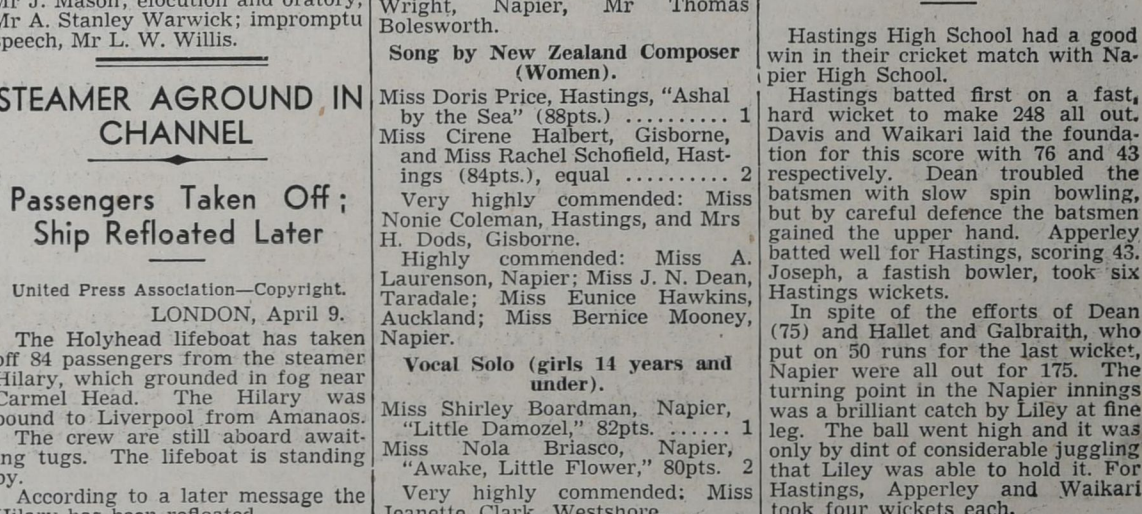 Mr J. Mason, elocution and oratory,
Mr A. Stanley Warwick; impromptu
speech, Mr L. W. Willis.
STEAMER AGROUND IN
CHANNEL
Passengers Taken Off;
Ship Refloated Later
United Press Association—Copyright.
LONDON, April 9.
The Holyhead lifeboat has taken
off 84 passengers from the steamer
Hilary, which grounded in fog near
Carmel Head. The Hilary was
bound to Liverpool from Amanaos.
The crew are still aboard await-
ing tugs. The lifeboat is standing
by.
According to a later message the
Hilary has been refloated.
Wright, Napier, Mr Thomas
Bolesworth.
Song by New Zealand Composer
(Women).
Miss Doris Price, Hastings, "Ashal
by the Sea" (88pts.) .......... 1
Miss Cirene Halbert, Gisborne,
and Miss Rachel Schofield, Hast-
ings (84pts.), equal .......... 2
Very highly commended: Miss
Nonie Coleman, Hastings, and Mrs
H. Dods, Gisborne.
Highly commended: Miss A.
Laurenson, Napier; Miss J. N. Dean,
Taradale; Miss Eunice Hawkins,
Auckland; Miss Bernice Mooney,
Napier.
Vocal Solo (girls 14 years and
under).
Miss Shirley Boardman, Napier,
"Little Damozel," 82pts. ...... 1
Miss Nola Briasco, Napier,
"Awake, Little Flower," 80pts. 2
Very highly commended: Miss
Jeanette Clark, Westshore
Hastings High School had a good
win in their cricket match with Na-
pier High School.
Hastings batted first on a fast,
hard wicket to make 248 all out.
Davis and Waikari laid the founda-
tion for this score with 76 and 43
respectively. Dean troubled the
batsmen with slow spin bowling,
but by careful defence the batsmen
gained the upper hand. Apperley
batted well for Hastings, scoring 43.
Joseph, a fastish bowler, took six
Hastings wickets.
In spite of the efforts of Dean
(75) and Hallet and Galbraith, who
put on 50 runs for the last wicket,
Napier were all out for 175. The
turning point in the Napier innings
was a brilliant catch by Liley at fine
leg. The ball went high and it was
only by dint of considerable juggling
that Liley was able to hold it. For
Hastings, Apperley and Waikari
took four wickets each.